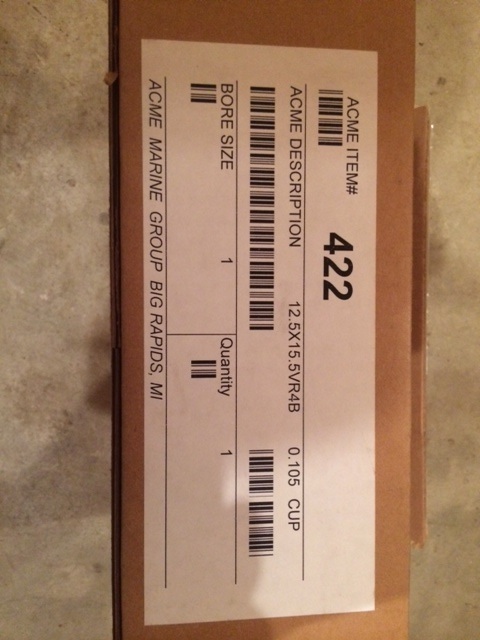 ACME ITEM# 422
ACME DESCRIPTION 12.5X15.5VR4B 0.105 CUP
BORE SIZE 1 Quantity 1
ACME MARINE GROUP BIG RAPIDS, MI